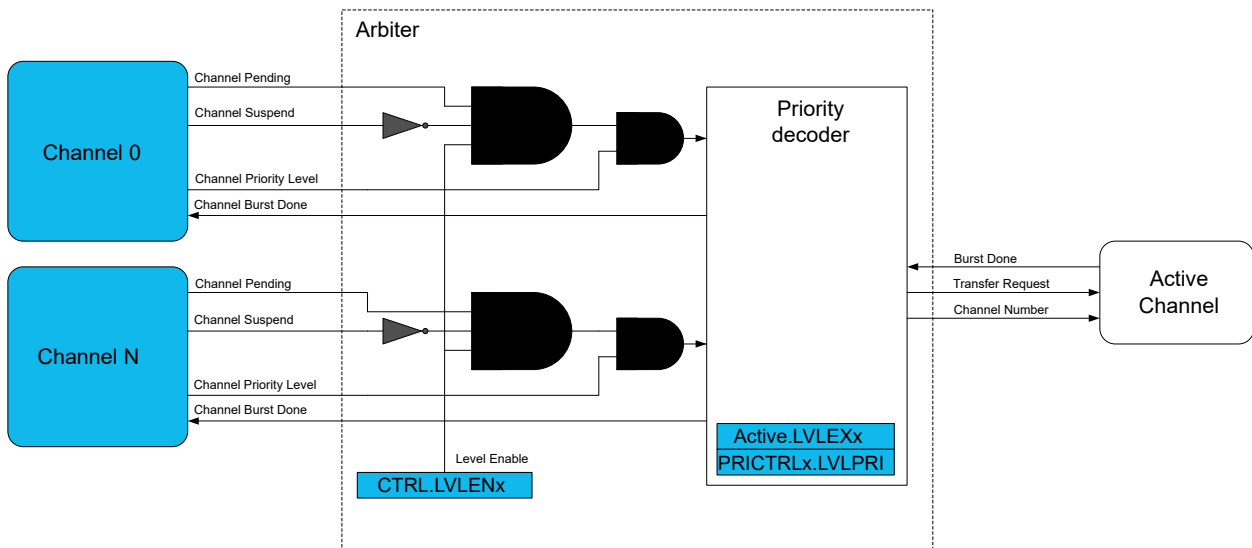 Arbiter
Channel Pending
Channel Suspend
Channel 0
Channel Priority Level
Channel Burst Done
Priority
decoder
Burst Done
Transfer Request
Channel Number
Active
Channel
Channel Pending
Channel Suspend
Channel N
Channel Priority Level
Channel Burst Done
Level Enable
CTRL.LVLENx
Active.LVLEXx
PRICTRLx.LVLPRI